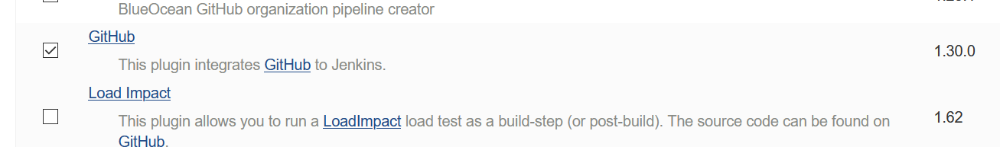 BlueOcean GitHub organization pipeline creator
GitHub
This plugin integrates GitHub to Jenkins.
1.30.0
Load Impact
This plugin allows you to run a LoadImpact load test as a build-step (or post-build). The source code can be found on
GitHub.
1.62